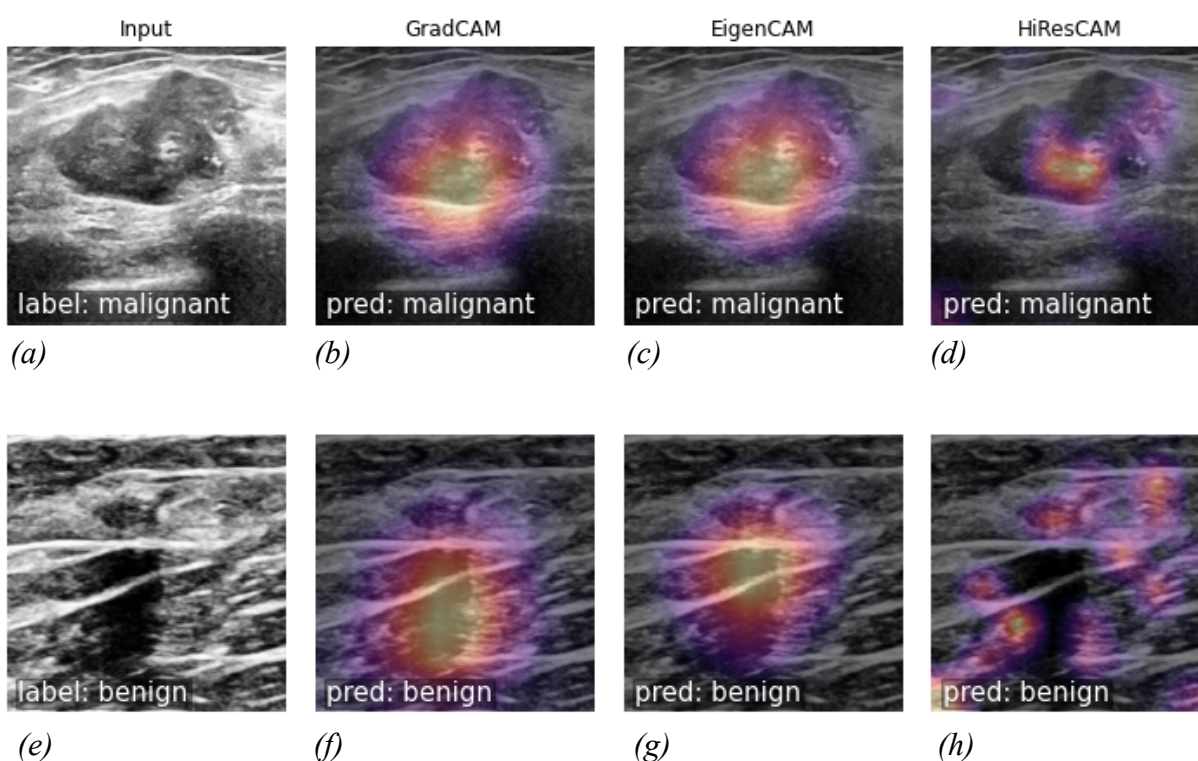 Input GradCAM EigenCAM HiResCAM
label: malignant pred: malignant pred: malignant pred: malignant
(a) (b) (c) (d)
label: benign pred: benign pred: benign pred: benign
(e) (f) (g) (h)